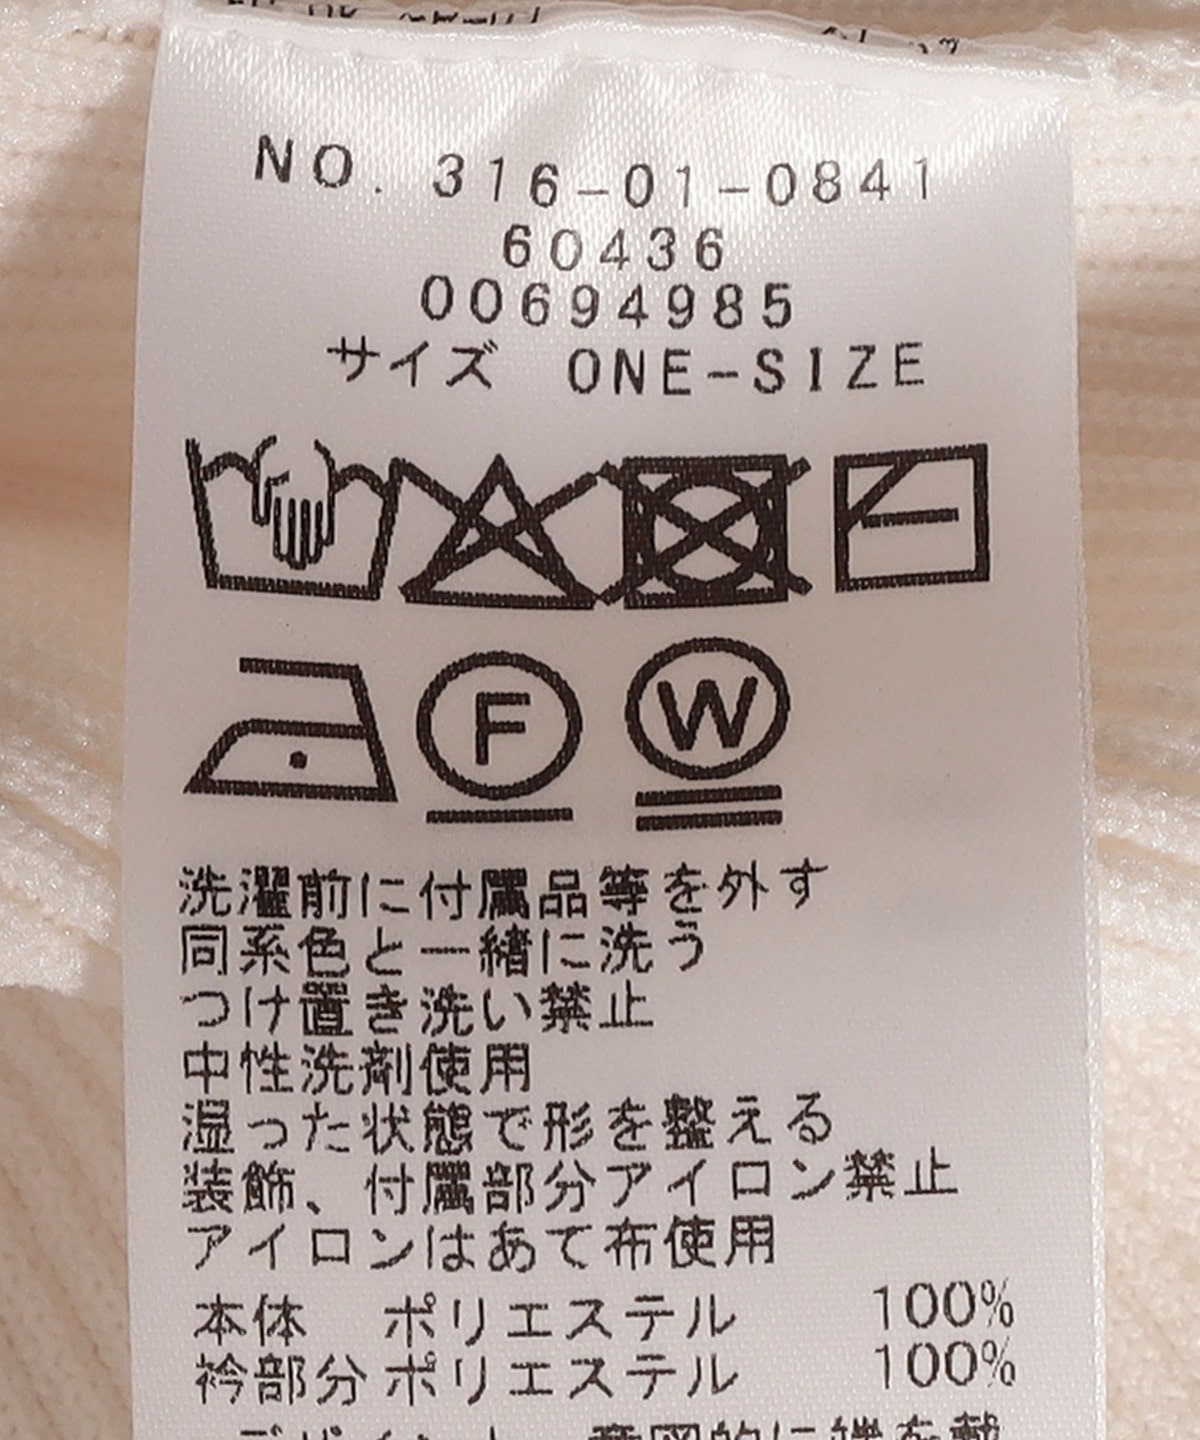 NO. 316-01-0841
60436
00694985
サイズ ONE-SIZE
F W
洗濯前に付属品等を外す
同系色と一緒に洗う
つけ置き洗い禁止
中性洗剤使用
湿った状態で形を整える
装飾、付属部分アイロン禁止
アイロンはあて布使用
本体 ポリエステル 100%
衿部分ポリエステル 100%